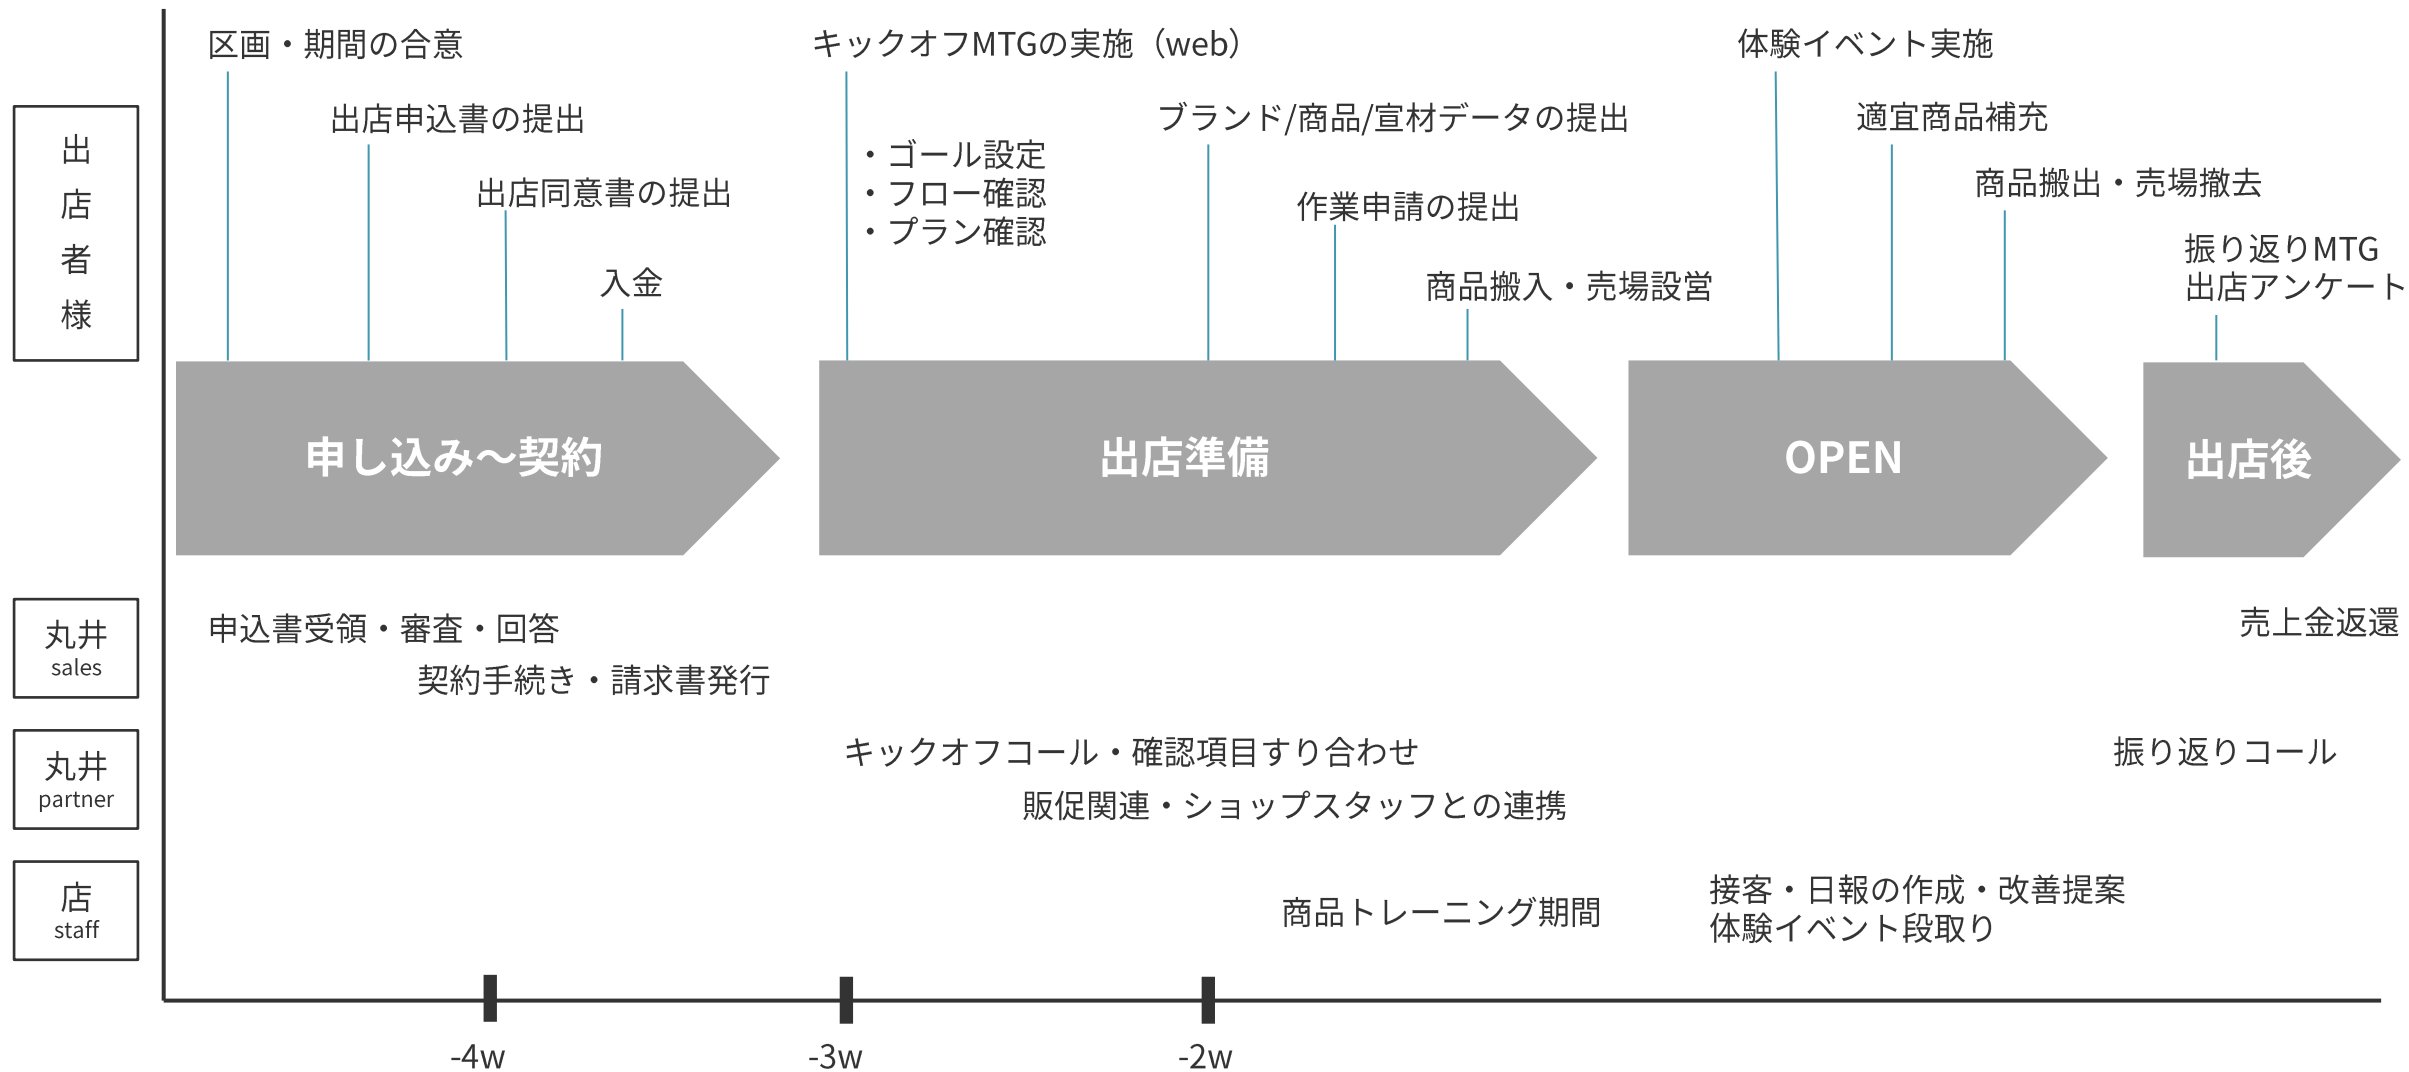 区画・期間の合意
出店申込書の提出
出店同意書の提出
入金
キックオフMTGの実施（web）
・ゴール設定
・フロー確認
・プラン確認
ブランド/商品/宣材データの提出
作業申請の提出
商品搬入・売場設営
体験イベント実施
適宜商品補充
商品搬出・売場撤去
振り返りMTG
出店アンケート
出店者様
申し込み〜契約
出店準備
OPEN
出店後
丸井
sales
申込書受領・審査・回答
契約手続き・請求書発行
売上金返還
丸井
partner
キックオフコール・確認項目すり合わせ
販促関連・ショップスタッフとの連携
振り返りコール
店
staff
商品トレーニング期間
接客・日報の作成・改善提案
体験イベント段取り
-4w
-3w
-2w